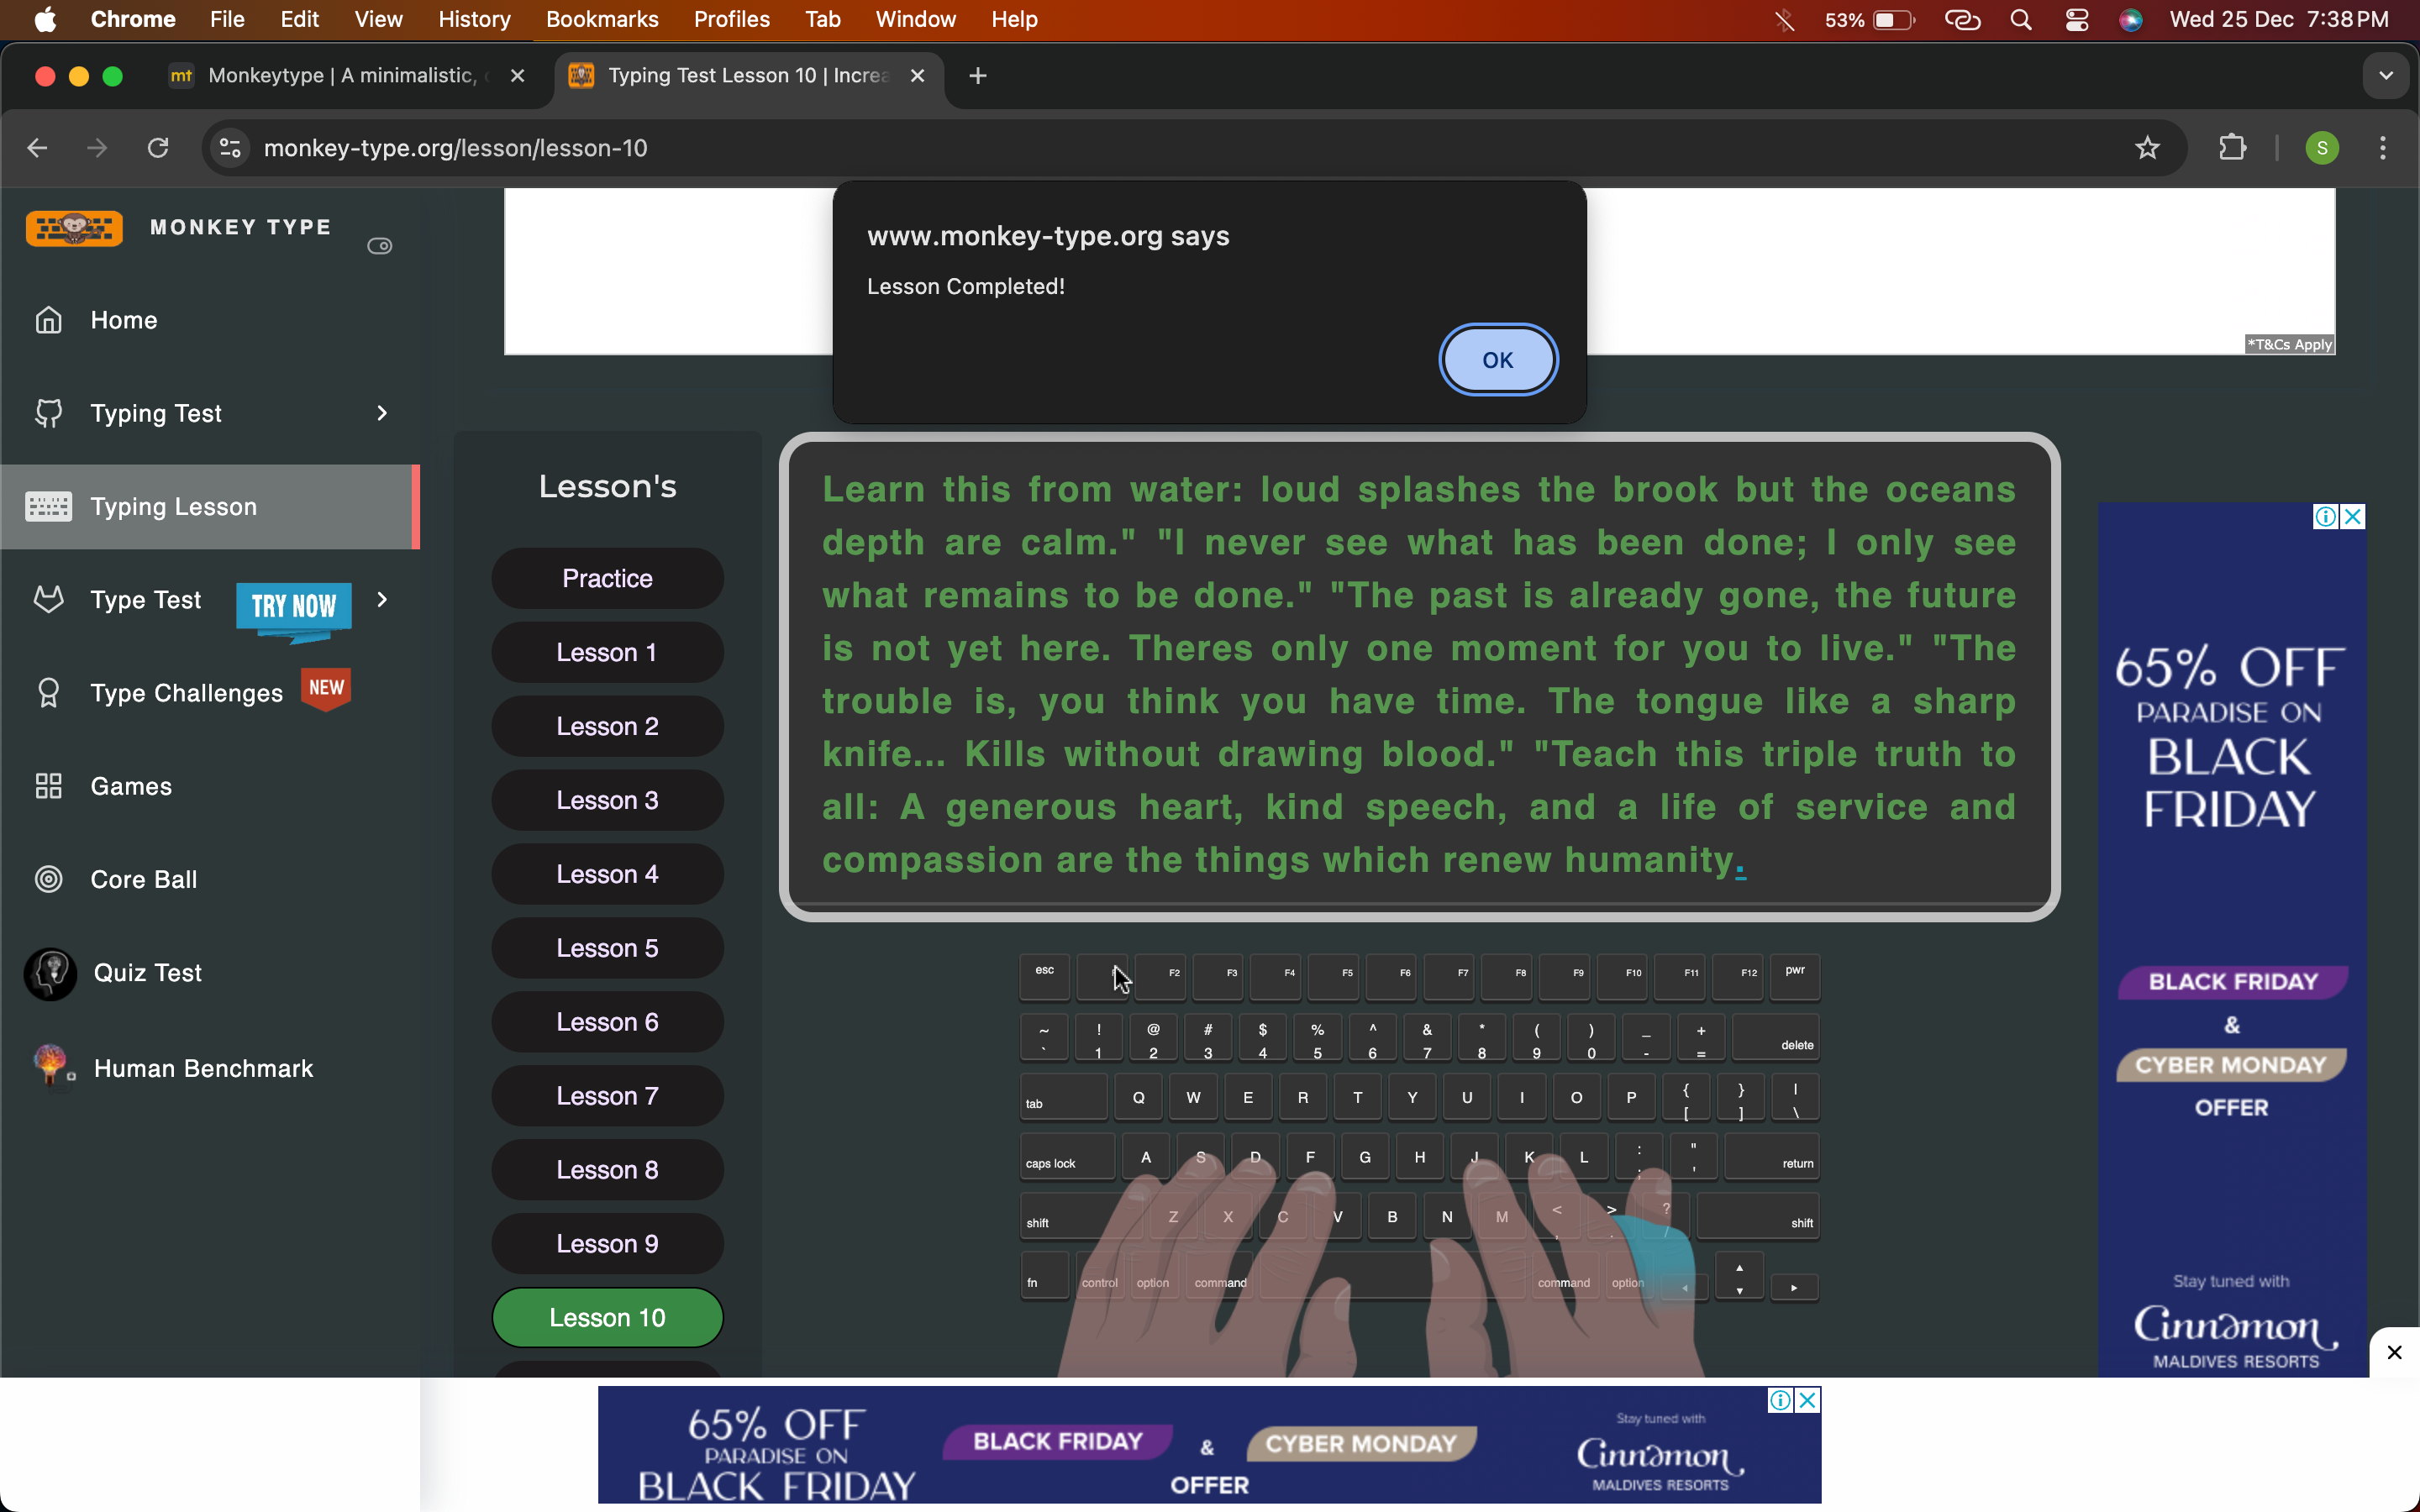 Chrome File Edit View History Bookmarks Profiles Tab Window Help 53% Wed 25 Dec 7:38 PM
mt Monkeytype | A minimalistic, Typing Test Lesson 10 | Increa
monkey-type.org/lesson/lesson-10 S
MONKEY TYPE
Home
Typing Test
Typing Lesson
Type Test TRY NOW
Type Challenges NEW
Games
Core Ball
Quiz Test
Human Benchmark
www.monkey-type.org says
Lesson Completed!
OK
*T&Cs Apply
Lesson's
Practice
Lesson 1
Lesson 2
Lesson 3
Lesson 4
Lesson 5
Lesson 6
Lesson 7
Lesson 8
Lesson 9
Lesson 10
Learn this from water: loud splashes the brook but the oceans
depth are calm." "I never see what has been done; I only see
what remains to be done." "The past is already gone, the future
is not yet here. Theres only one moment for you to live." "The
trouble is, you think you have time. The tongue like a sharp
knife... Kills without drawing blood." "Teach this triple truth to
all: A generous heart, kind speech, and a life of service and
compassion are the things which renew humanity.
esc F2 F3 F4 F5 F6 F7 F8 F9 F10 F11 F12 pwr
~ ! @ # $ % ^ & * ( ) _ +
` 1 2 3 4 5 6 7 8 9 0 - = delete
tab Q W E R T Y U I O P { [ } ] | \
caps lock A S D F G H J K L : ; " ' return
shift Z X C V B N M < , > . ? / shift
fn control option command command option
65% OFF
PARADISE ON
BLACK
FRIDAY
BLACK FRIDAY
&
CYBER MONDAY
OFFER
Stay tuned with
Cinnamon
MALDIVES RESORTS
65% OFF
PARADISE ON
BLACK FRIDAY
BLACK FRIDAY & CYBER MONDAY
OFFER
Stay tuned with
Cinnamon
MALDIVES RESORTS